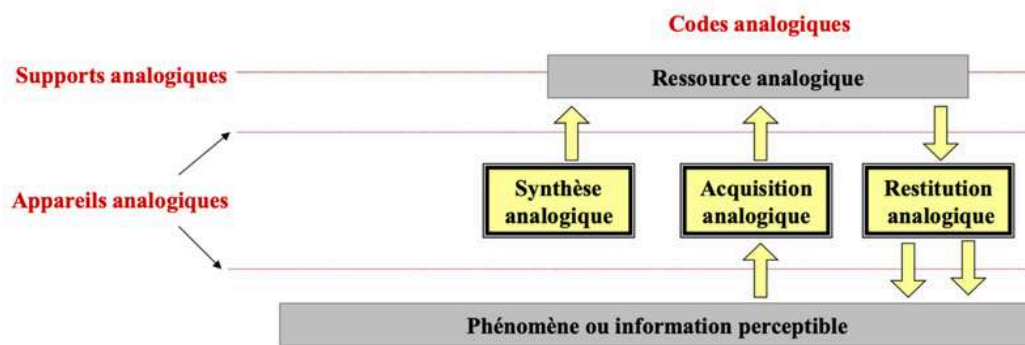 Codes analogiques
Supports analogiques
Ressource analogique
Appareils analogiques
Synthèse
analogique
Acquisition
analogique
Restitution
analogique
Phénomène ou information perceptible